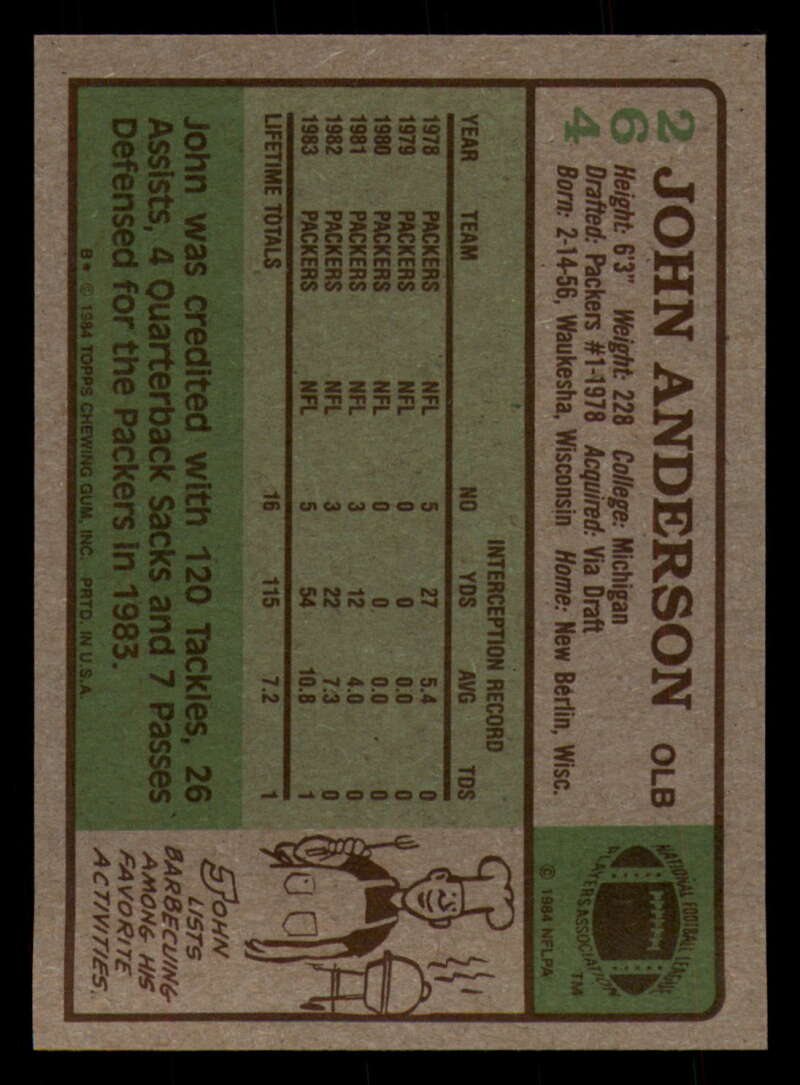 264
JOHN ANDERSON OLB
Height: 6'3" Weight: 228 College: Michigan
Drafted: Packers #1-1978 Acquired: Via Draft
Born: 2-14-56, Waukesha, Wisconsin Home: New Berlin, Wisc.
NATIONAL FOOTBALL LEAGUE
PLAYERS ASSOCIATION
TM
© 1984 NFLPA
INTERCEPTION RECORD
YEAR TEAM NO YDS AVG TDS
1978 PACKERS NFL 5 27 5.4 0
1979 PACKERS NFL 0 0 0.0 0
1980 PACKERS NFL 0 0 0.0 0
1981 PACKERS NFL 3 12 4.0 0
1982 PACKERS NFL 3 22 7.3 0
1983 PACKERS NFL 5 54 10.8 1
LIFETIME TOTALS 16 115 7.2 1
John was credited with 120 Tackles, 26
Assists, 4 Quarterback Sacks and 7 Passes
Defensed for the Packers in 1983.
B* © 1984 TOPPS CHEWING GUM, INC. PRTD. IN U.S.A.
JOHN
LISTS
BARBECUING
AMONG HIS
FAVORITE
ACTIVITIES.